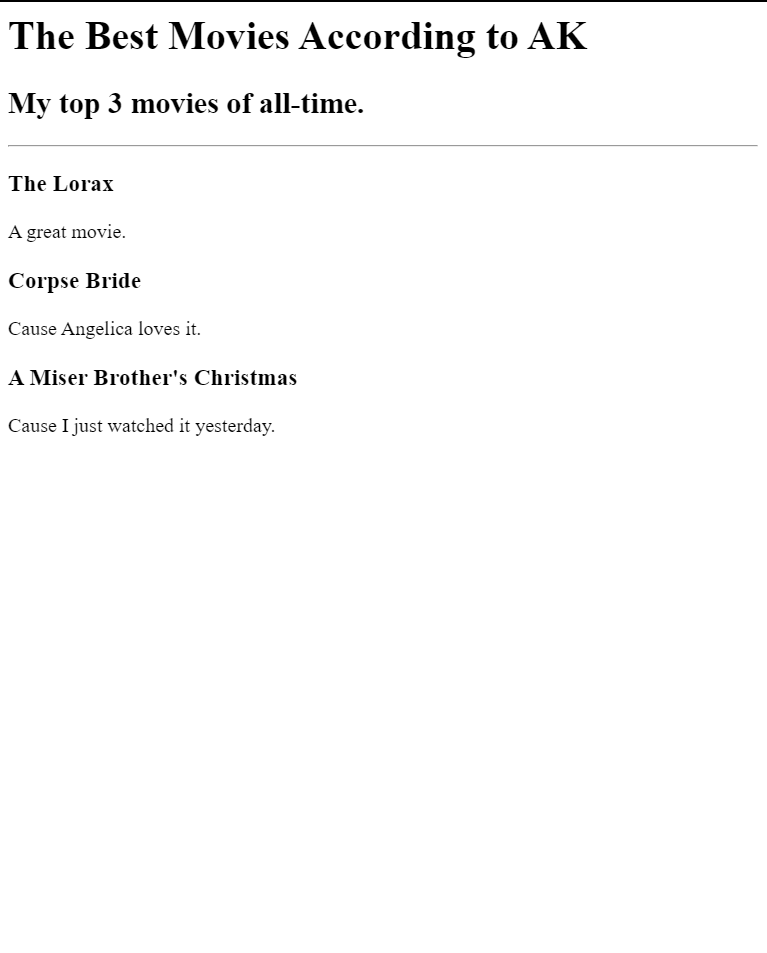 The Best Movies According to AK
My top 3 movies of all-time.
The Lorax
A great movie.
Corpse Bride
Cause Angelica loves it.
A Miser Brother's Christmas
Cause I just watched it yesterday.